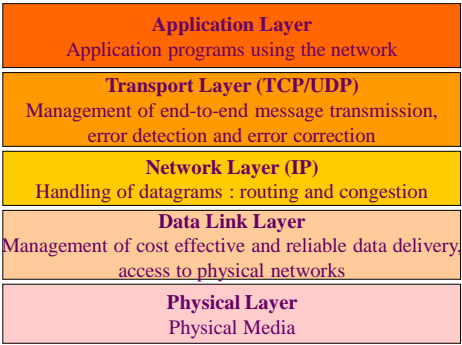 Application Layer
Application programs using the network
Transport Layer (TCP/UDP)
Management of end-to-end message transmission,
error detection and error correction
Network Layer (IP)
Handling of datagrams : routing and congestion
Data Link Layer
Management of cost effective and reliable data delivery,
access to physical networks
Physical Layer
Physical Media